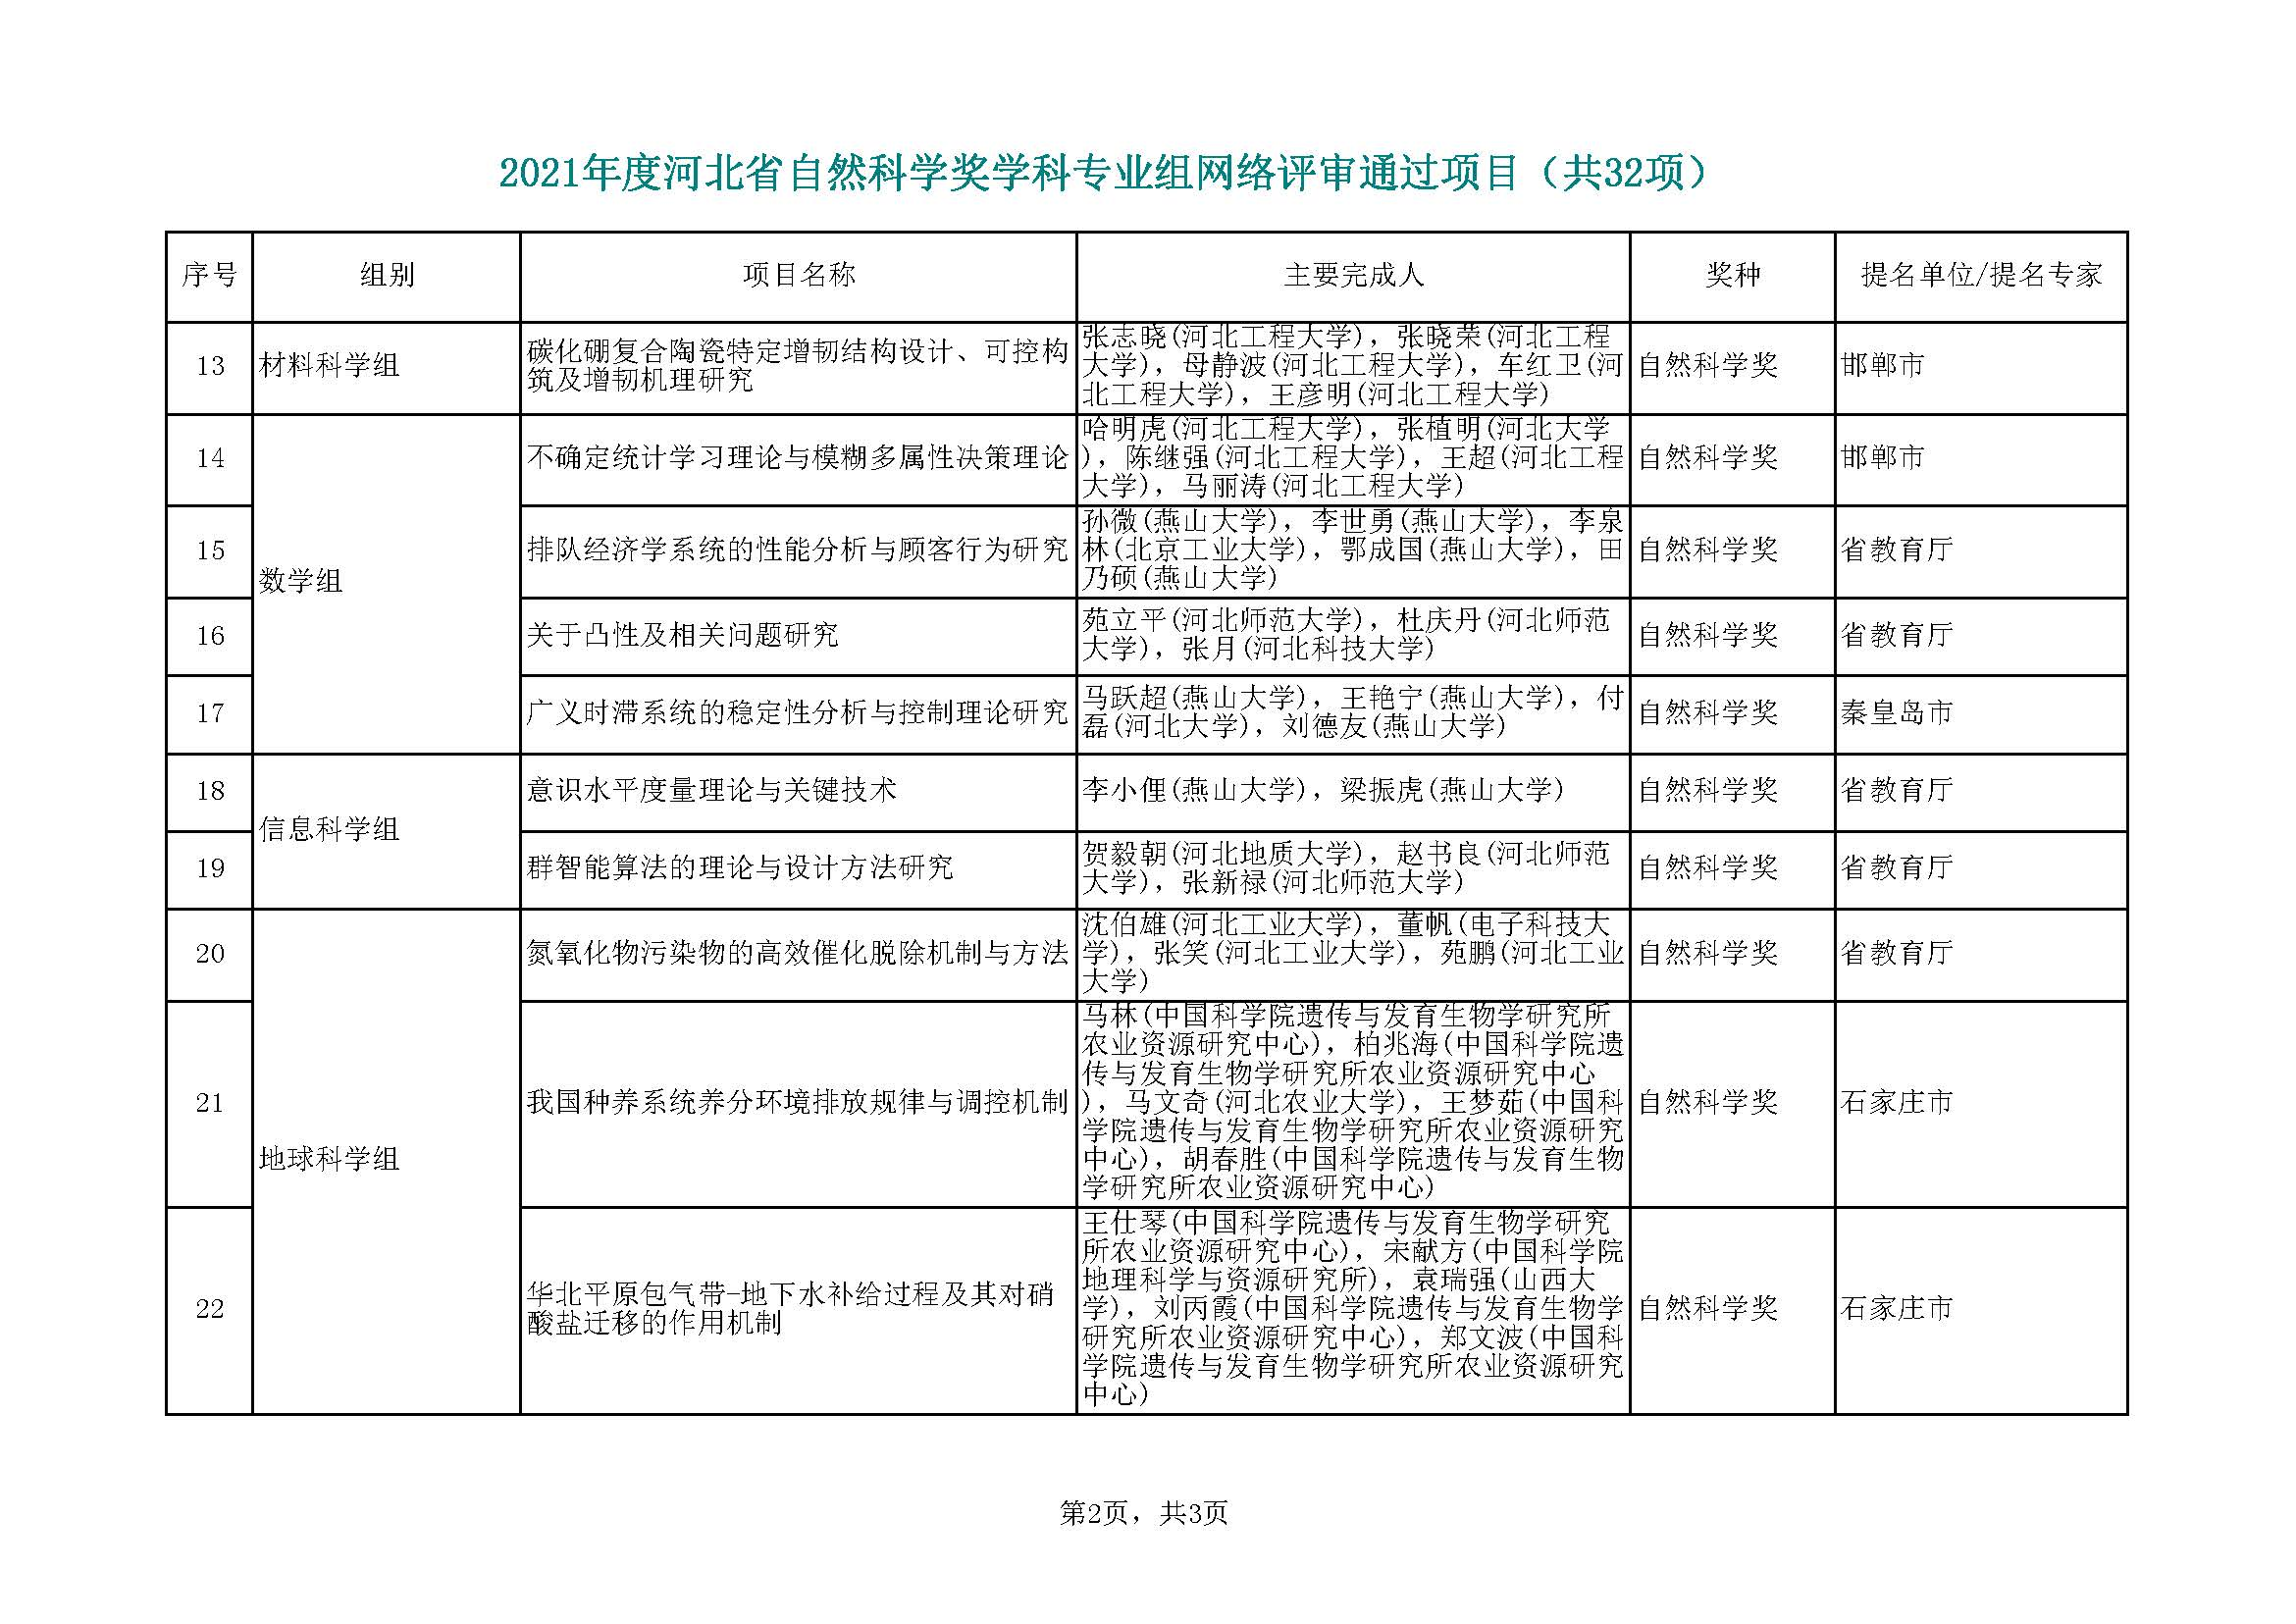 2021年度河北省自然科学奖学科专业组网络评审通过项目（共32项）
序号 组别 项目名称 主要完成人 奖种 提名单位/提名专家
13 材料科学组
碳化硼复合陶瓷特定增韧结构设计、可控构
筑及增韧机理研究
张志晓(河北工程大学)，张晓荣(河北工程
大学)，母静波(河北工程大学)，车红卫(河
北工程大学)，王彦明(河北工程大学)
自然科学奖 邯郸市
14
数学组
不确定统计学习理论与模糊多属性决策理论
哈明虎(河北工程大学)，张植明(河北大学
)，陈继强(河北工程大学)，王超(河北工程
大学)，马丽涛(河北工程大学)
自然科学奖 邯郸市
15
排队经济学系统的性能分析与顾客行为研究
孙微(燕山大学)，李世勇(燕山大学)，李泉
林(北京工业大学)，鄂成国(燕山大学)，田
乃硕(燕山大学)
自然科学奖 省教育厅
16
关于凸性及相关问题研究
苑立平(河北师范大学)，杜庆丹(河北师范
大学)，张月(河北科技大学)
自然科学奖 省教育厅
17
广义时滞系统的稳定性分析与控制理论研究
马跃超(燕山大学)，王艳宁(燕山大学)，付
磊(河北大学)，刘德友(燕山大学)
自然科学奖 秦皇岛市
18
信息科学组
意识水平度量理论与关键技术
李小俚(燕山大学)，梁振虎(燕山大学)
自然科学奖 省教育厅
19
群智能算法的理论与设计方法研究
贺毅朝(河北地质大学)，赵书良(河北师范
大学)，张新禄(河北师范大学)
自然科学奖 省教育厅
20
地球科学组
氮氧化物污染物的高效催化脱除机制与方法
沈伯雄(河北工业大学)，董帆(电子科技大
学)，张笑(河北工业大学)，苑鹏(河北工业
大学)
自然科学奖 省教育厅
21
我国种养系统养分环境排放规律与调控机制
马林(中国科学院遗传与发育生物学研究所
农业资源研究中心)，柏兆海(中国科学院遗
传与发育生物学研究所农业资源研究中心
)，马文奇(河北农业大学)，王梦茹(中国科
学院遗传与发育生物学研究所农业资源研究
中心)，胡春胜(中国科学院遗传与发育生物
学研究所农业资源研究中心)
自然科学奖 石家庄市
22
华北平原包气带-地下水补给过程及其对硝
酸盐迁移的作用机制
王仕琴(中国科学院遗传与发育生物学研究
所农业资源研究中心)，宋献方(中国科学院
地理科学与资源研究所)，袁瑞强(山西大
学)，刘丙霞(中国科学院遗传与发育生物学
研究所农业资源研究中心)，郑文波(中国科
学院遗传与发育生物学研究所农业资源研究
中心)
自然科学奖 石家庄市
第2页，共3页